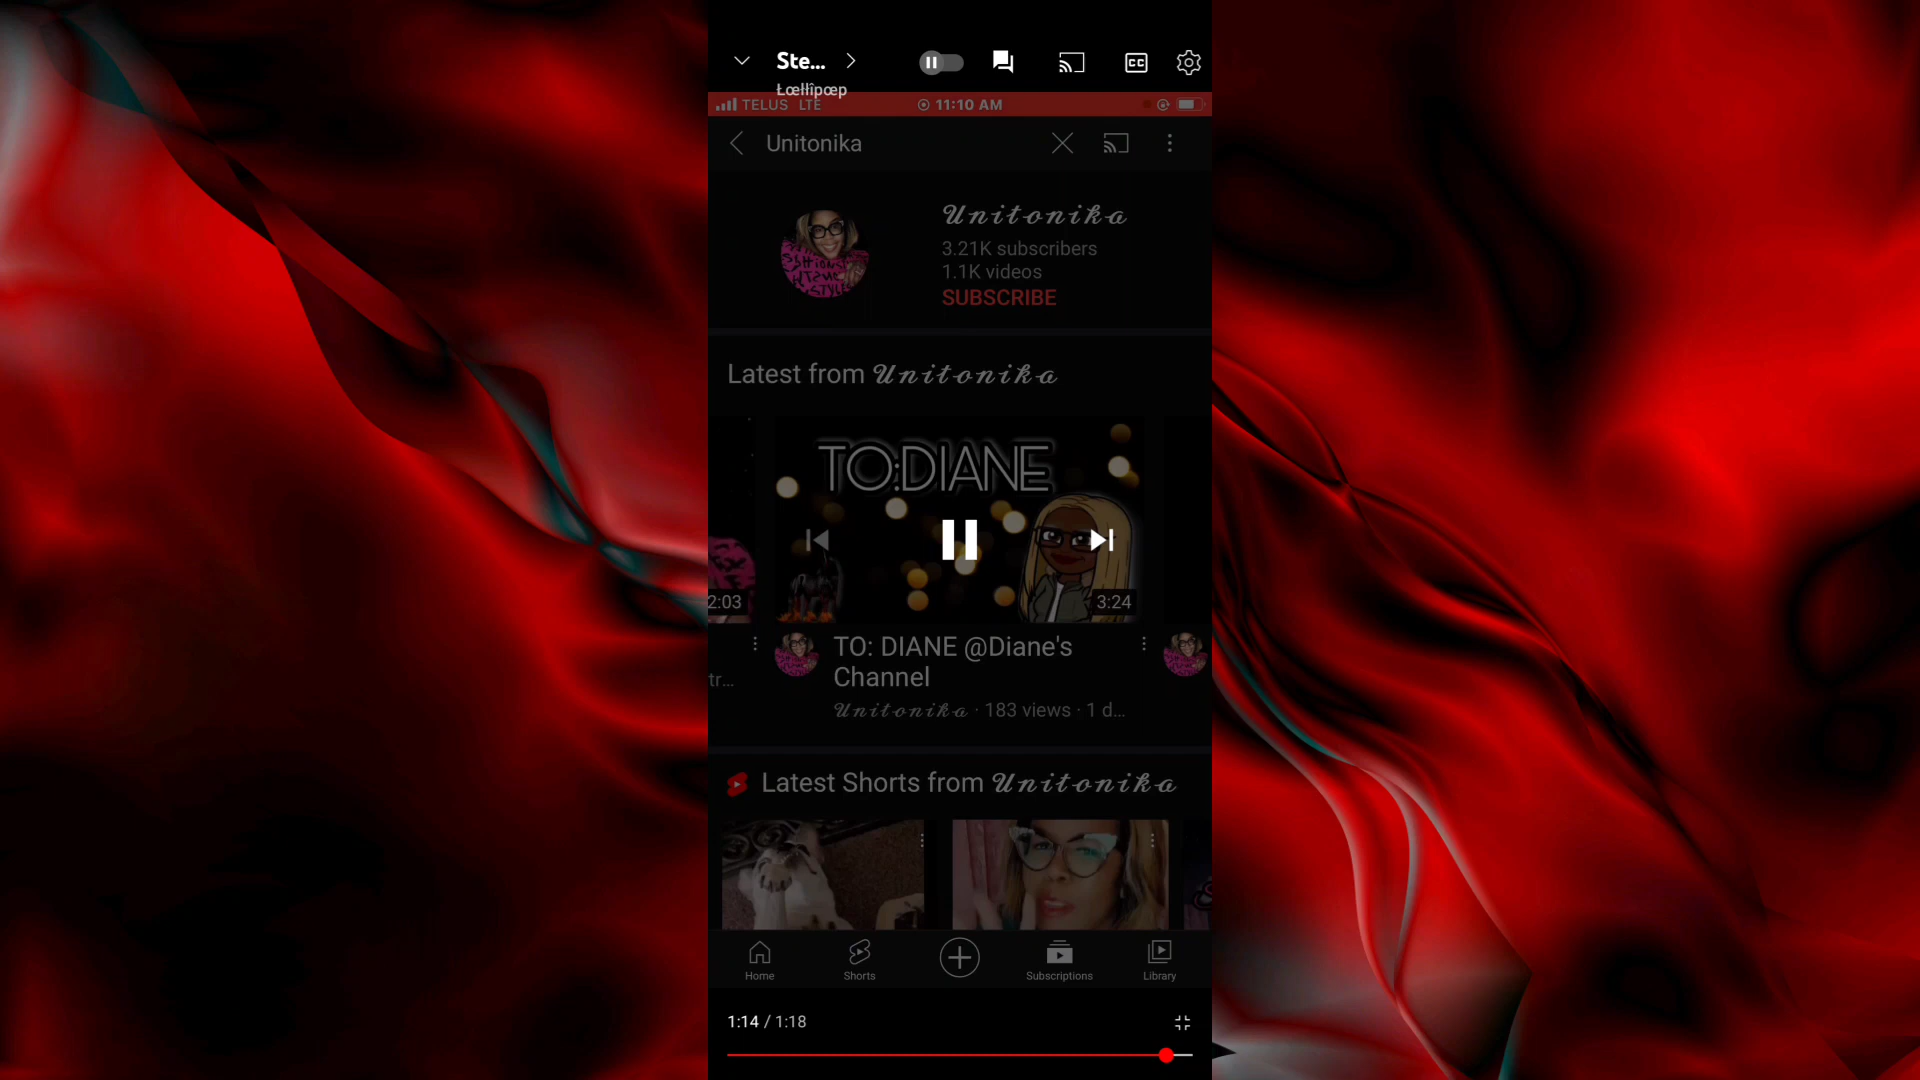 Ste...
Łœłłïpœp
TELUS LTE 11:10 AM
Unitonika
𝓤𝓷𝓲𝓽𝓸𝓷𝓲𝓴𝓪
3.21K subscribers
1.1K videos
SUBSCRIBE
Latest from 𝓤𝓷𝓲𝓽𝓸𝓷𝓲𝓴𝓪
TO:DIANE
2:03
3:24
TO: DIANE @Diane's
Channel
tr...
𝓤𝓷𝓲𝓽𝓸𝓷𝓲𝓴𝓪 · 183 views · 1 d...
Latest Shorts from 𝓤𝓷𝓲𝓽𝓸𝓷𝓲𝓴𝓪
Home
Shorts
Subscriptions
Library
1:14 / 1:18